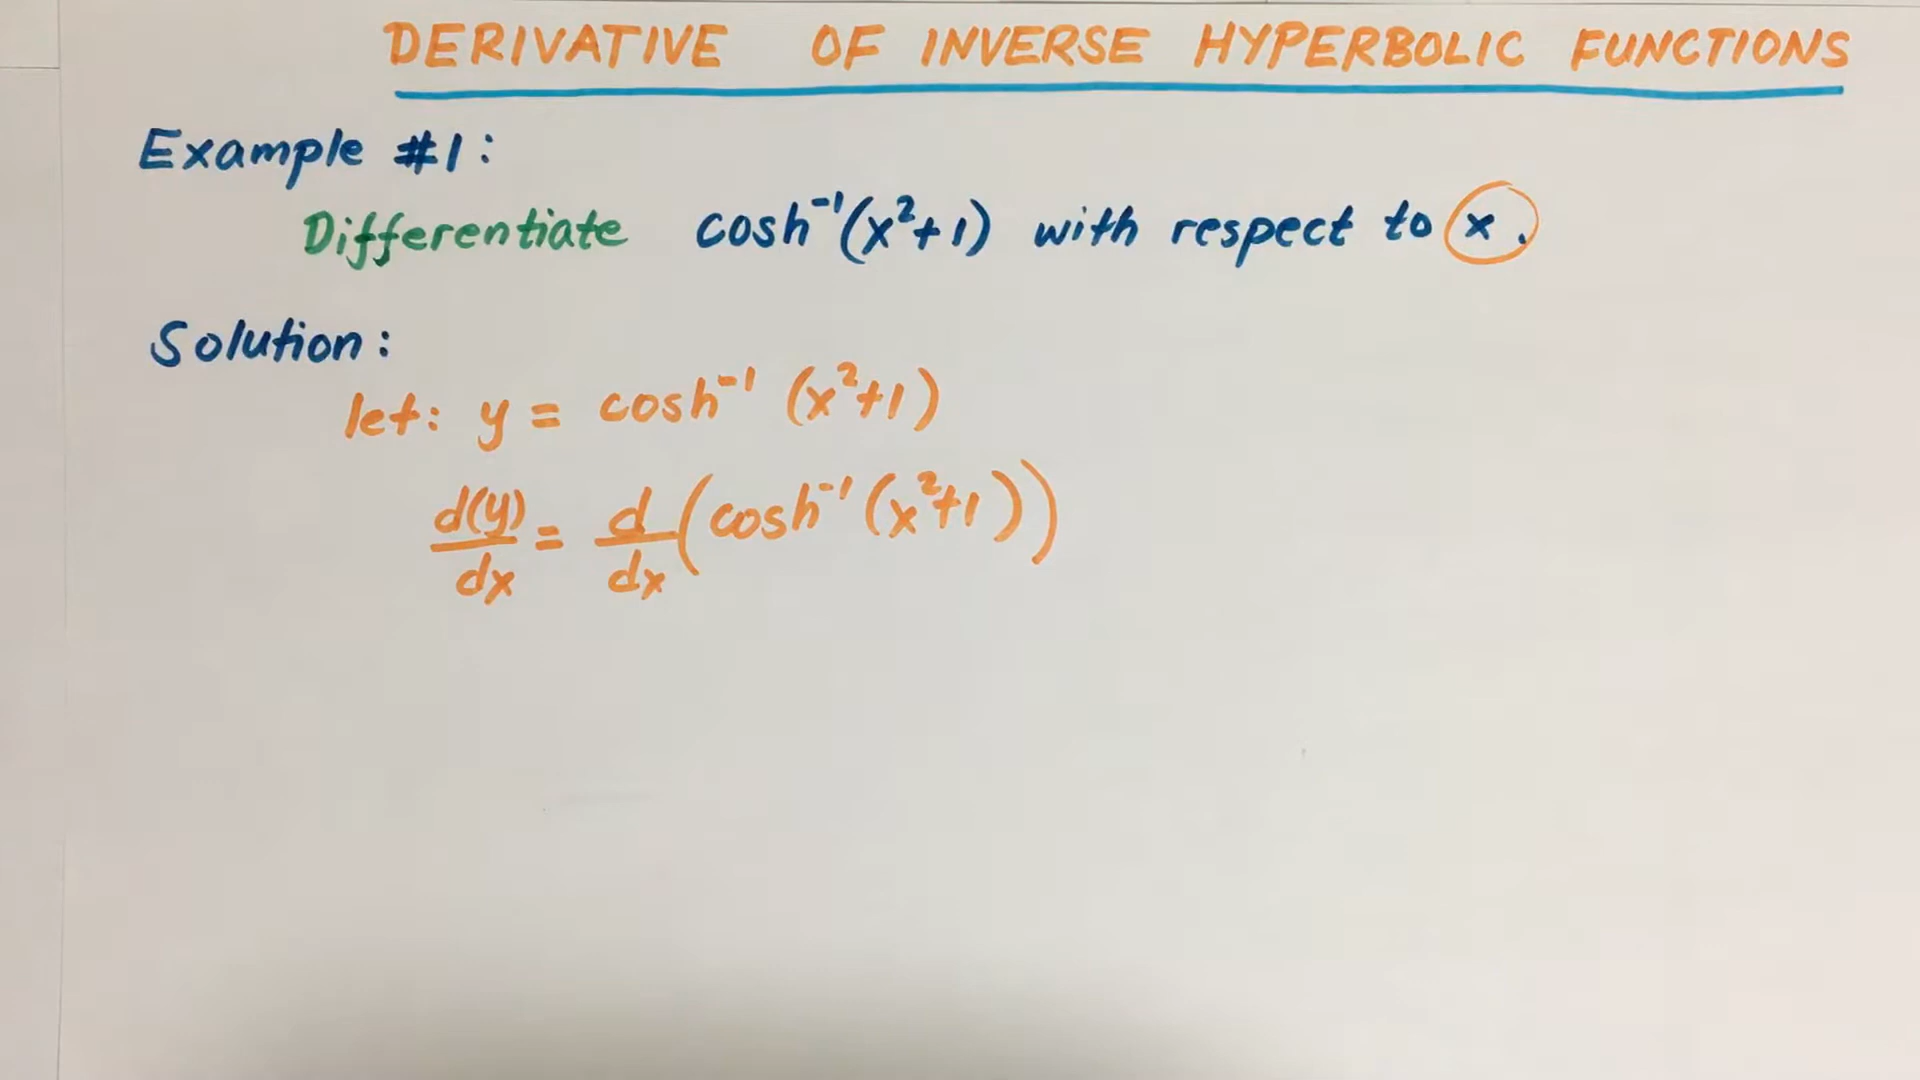 DERIVATIVE OF INVERSE HYPERBOLIC FUNCTIONS
Example #1:
Differentiate cosh⁻¹(x²+1) with respect to x.
Solution:
let: y = cosh⁻¹ (x²+1)
d(y)/dx = d/dx (cosh⁻¹ (x²+1))